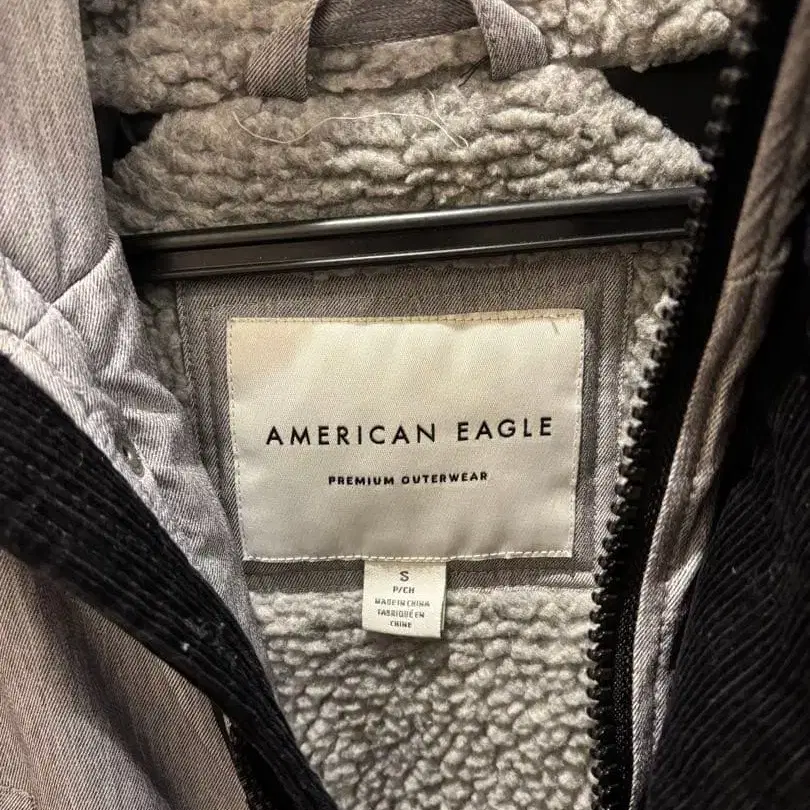 AMERICAN EAGLE
PREMIUM OUTERWEAR
S
P/CH
MADE IN CHINA
FABRIQUÉ EN
CHINE